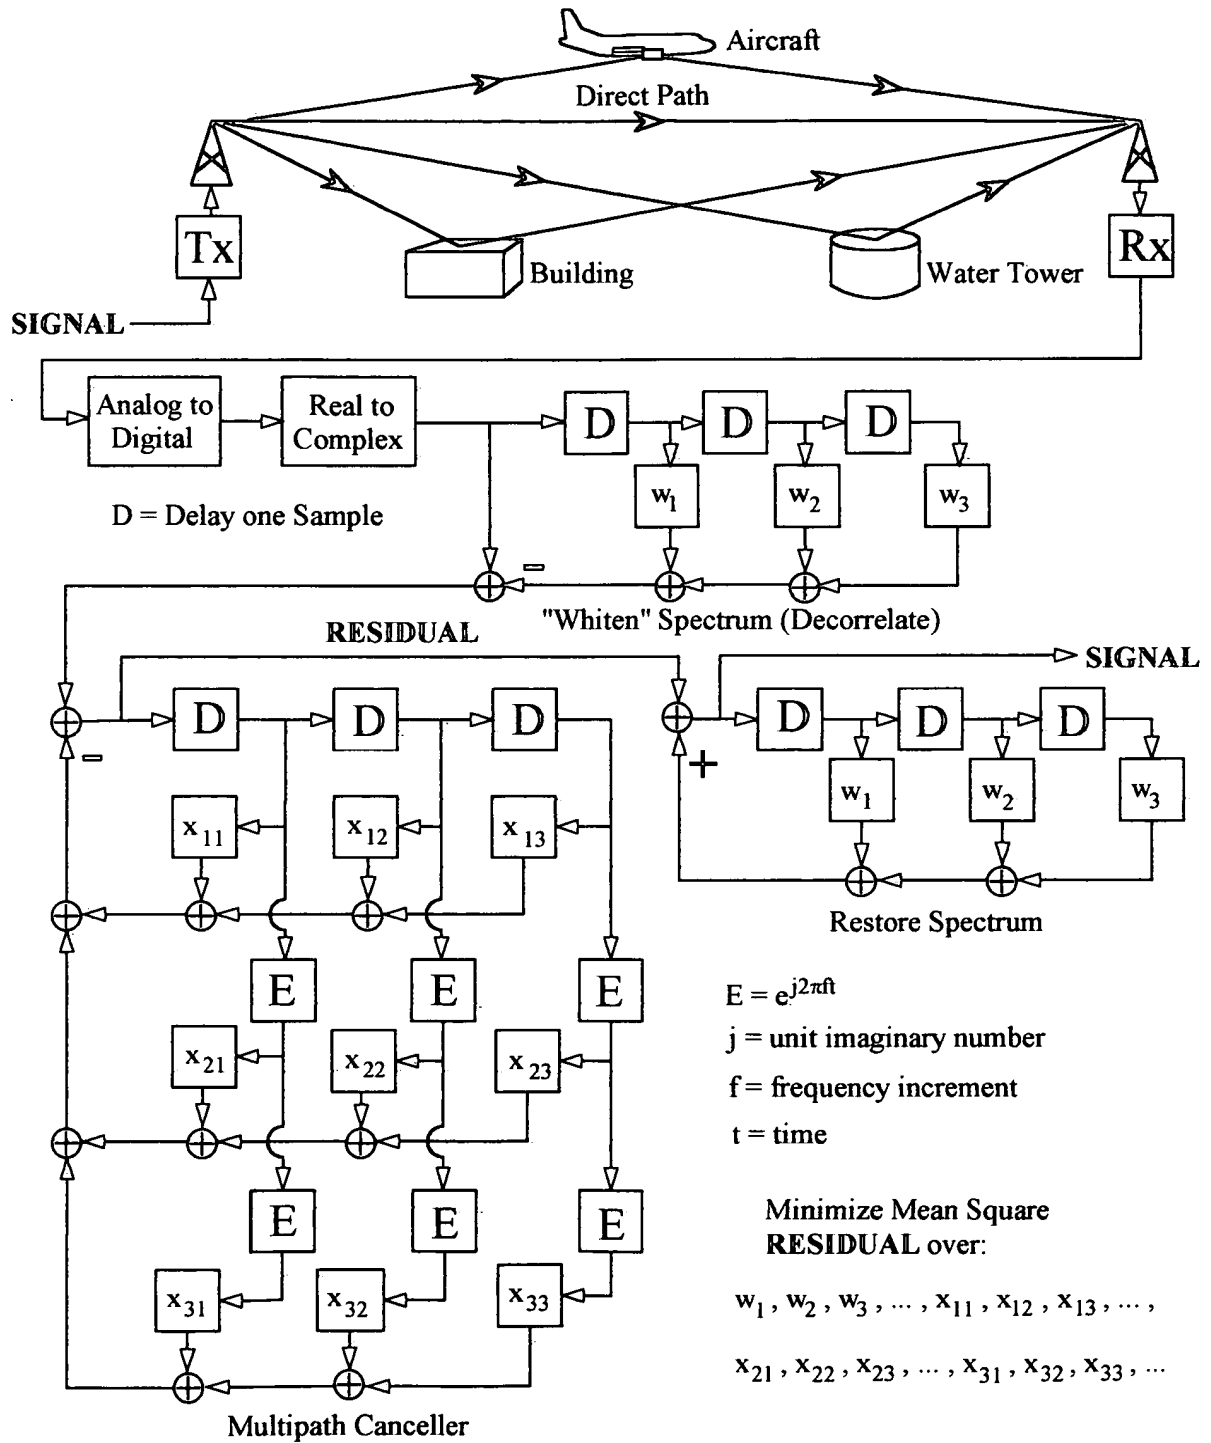 Aircraft
Direct Path
Tx
Rx
Building
Water Tower
SIGNAL
Analog to
Digital
Real to
Complex
D
D
D
w1
w2
w3
D = Delay one Sample
"Whiten" Spectrum (Decorrelate)
RESIDUAL
SIGNAL
D
D
D
D
D
D
w1
w2
w3
x11
x12
x13
Restore Spectrum
E
E
E
E = e^j2πft
j = unit imaginary number
x21
x22
x23
f = frequency increment
t = time
E
E
E
Minimize Mean Square
RESIDUAL over:
x31
x32
x33
w1 , w2 , w3 , ... , x11 , x12 , x13 , ... ,
x21 , x22 , x23 , ... , x31 , x32 , x33 , ...
Multipath Canceller